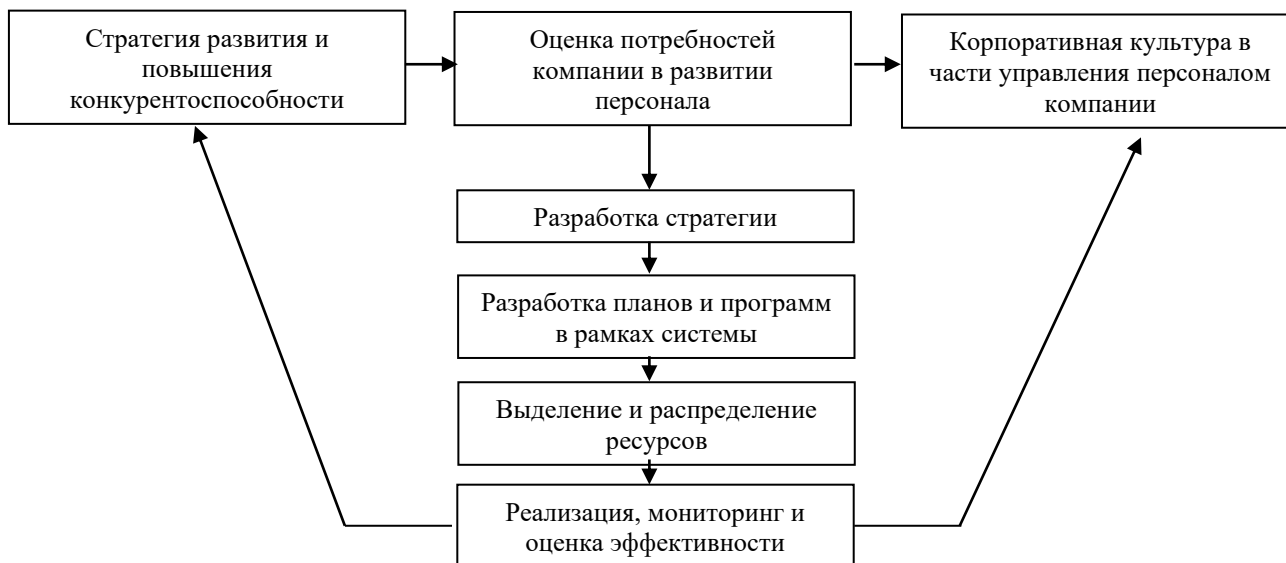 Стратегия развития и
повышения
конкурентоспособности
Оценка потребностей
компании в развитии
персонала
Корпоративная культура в
части управления персоналом
компании
Разработка стратегии
Разработка планов и программ
в рамках системы
Выделение и распределение
ресурсов
Реализация, мониторинг и
оценка эффективности